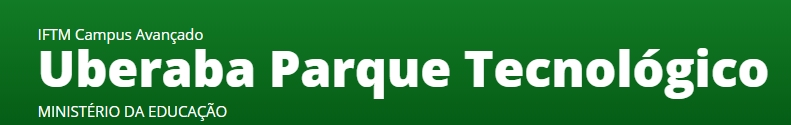 IFTM Campus Avançado
Uberaba Parque Tecnológico
MINISTÉRIO DA EDUCAÇÃO